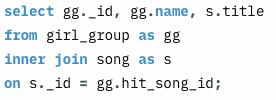 select gg._id, gg.name, s.title
from girl_group as gg
inner join song as s
on s._id = gg.hit_song_id;